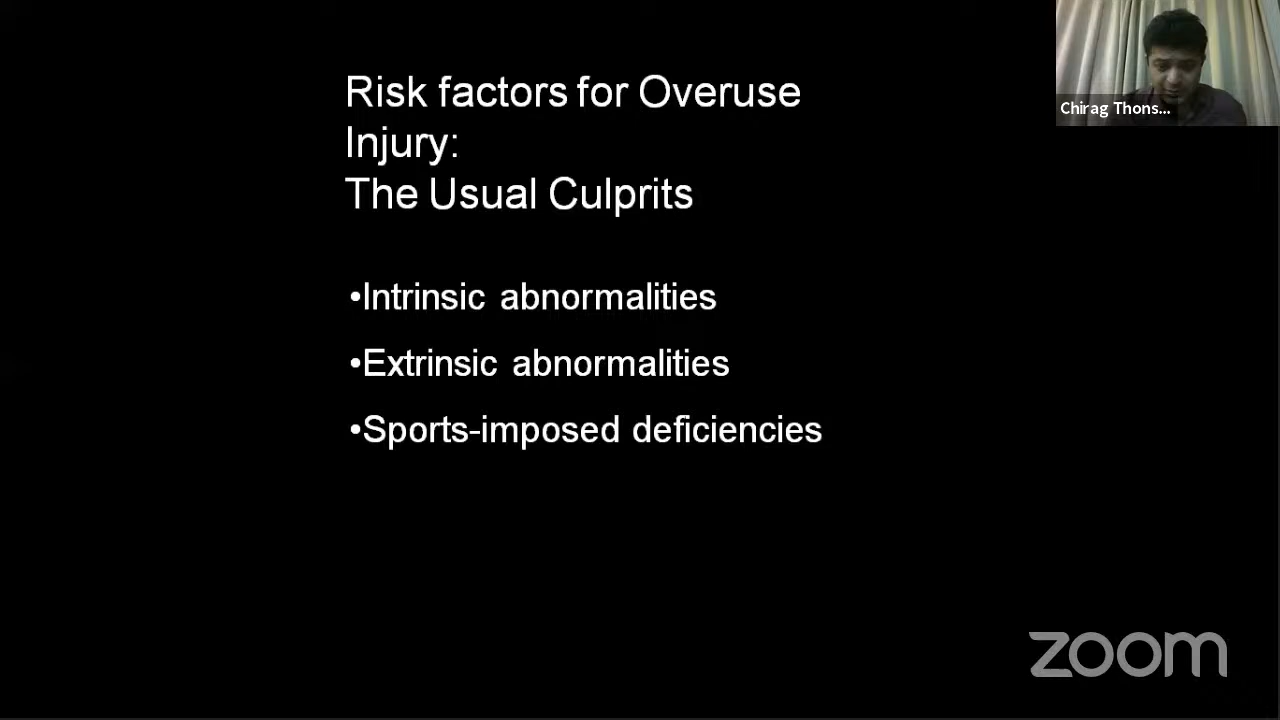 Risk factors for Overuse
Injury:
The Usual Culprits
•Intrinsic abnormalities
•Extrinsic abnormalities
•Sports-imposed deficiencies
Chirag Thons...
zoom